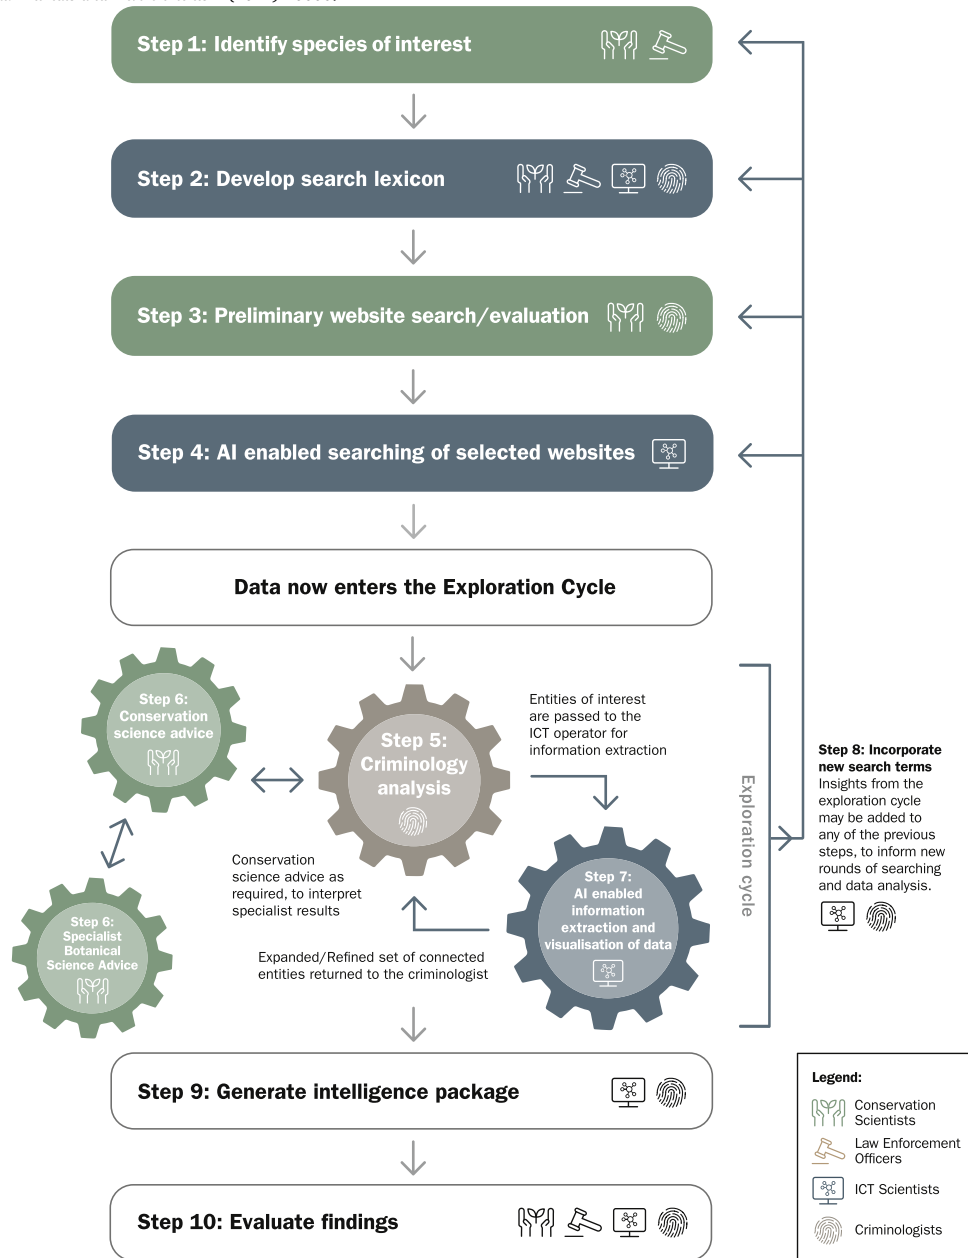 Step 1: Identify species of interest
Step 2: Develop search lexicon
Step 3: Preliminary website search/evaluation
Step 4: AI enabled searching of selected websites
Data now enters the Exploration Cycle
Step 6:
Conservation
science advice
Step 5:
Criminology
analysis
Entities of interest
are passed to the
ICT operator for
information extraction
Step 8: Incorporate
new search terms
Insights from the
exploration cycle
may be added to
any of the previous
steps, to inform new
rounds of searching
and data analysis.
Exploration cycle
Conservation
science advice as
required, to interpret
specialist results
Step 7:
AI enabled
information
extraction and
visualisation of data
Step 6:
Specialist
Botanical
Science Advice
Expanded/Refined set of connected
entities returned to the criminologist
Step 9: Generate intelligence package
Step 10: Evaluate findings
Legend:
Conservation
Scientists
Law Enforcement
Officers
ICT Scientists
Criminologists